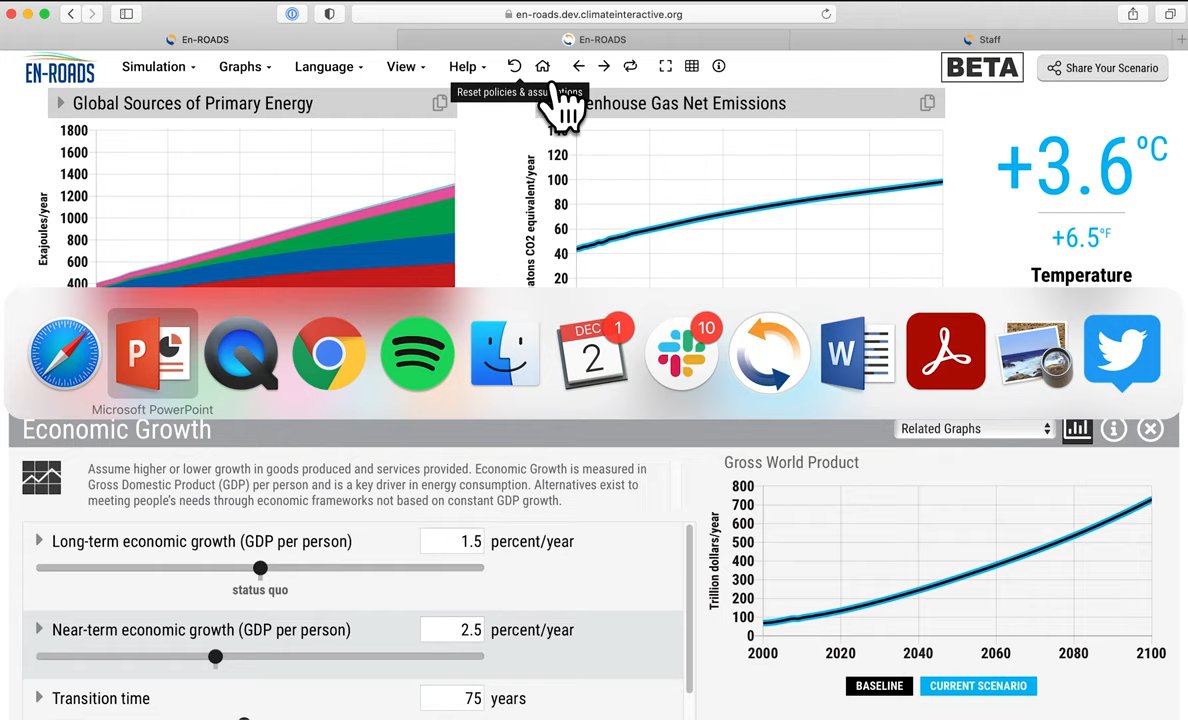 en-roads.dev.climateinteractive.org
En-ROADS
En-ROADS
Staff
EN-ROADS
Simulation
Graphs
Language
View
Help
BETA
Share Your Scenario
Reset policies & assumptions
Global Sources of Primary Energy
enhouse Gas Net Emissions
1800
1600
1400
1200
1000
800
600
400
Exajoules/year
120
100
80
60
40
20
atons CO2 equivalent/year
+3.6ºC
+6.5°F
Temperature
P
DEC
1
2
10
W
Microsoft PowerPoint
Economic Growth
Related Graphs
Assume higher or lower growth in goods produced and services provided. Economic Growth is measured in
Gross Domestic Product (GDP) per person and is a key driver in energy consumption. Alternatives exist to
meeting people's needs through economic frameworks not based on constant GDP growth.
Long-term economic growth (GDP per person)
1.5 percent/year
status quo
Near-term economic growth (GDP per person)
2.5 percent/year
Transition time
75 years
Gross World Product
800
700
600
500
400
300
200
100
0
Trillion dollars/year
2000 2020 2040 2060 2080 2100
BASELINE
CURRENT SCENARIO